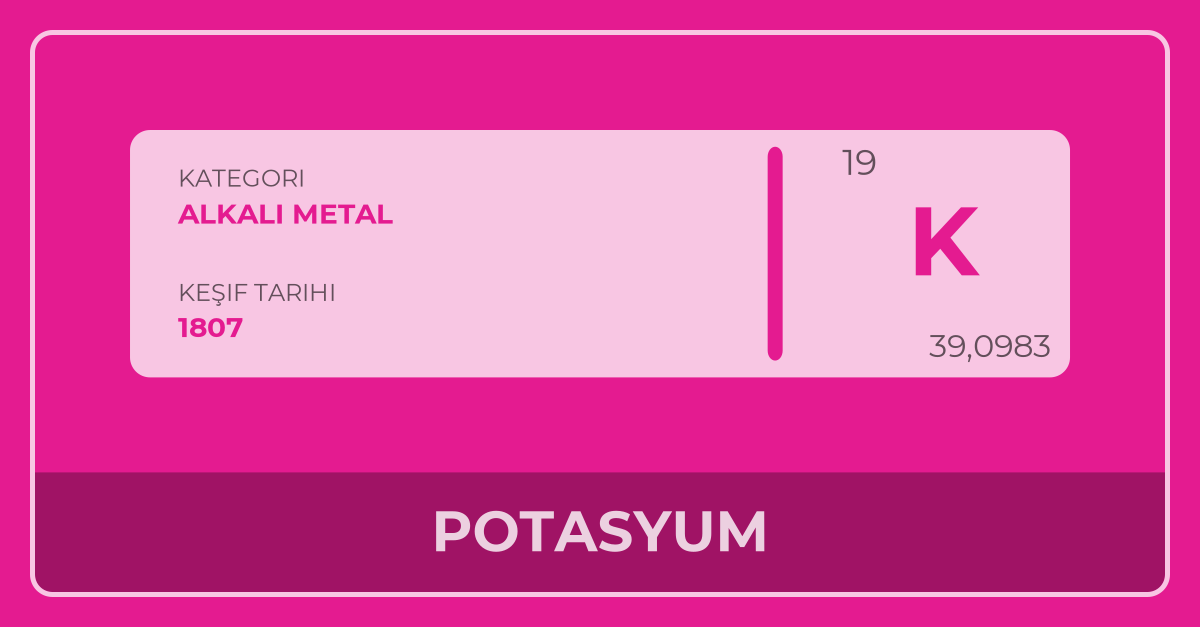 KATEGORI
ALKALI METAL
KEŞIF TARIHI
1807
19
K
39,0983
POTASYUM